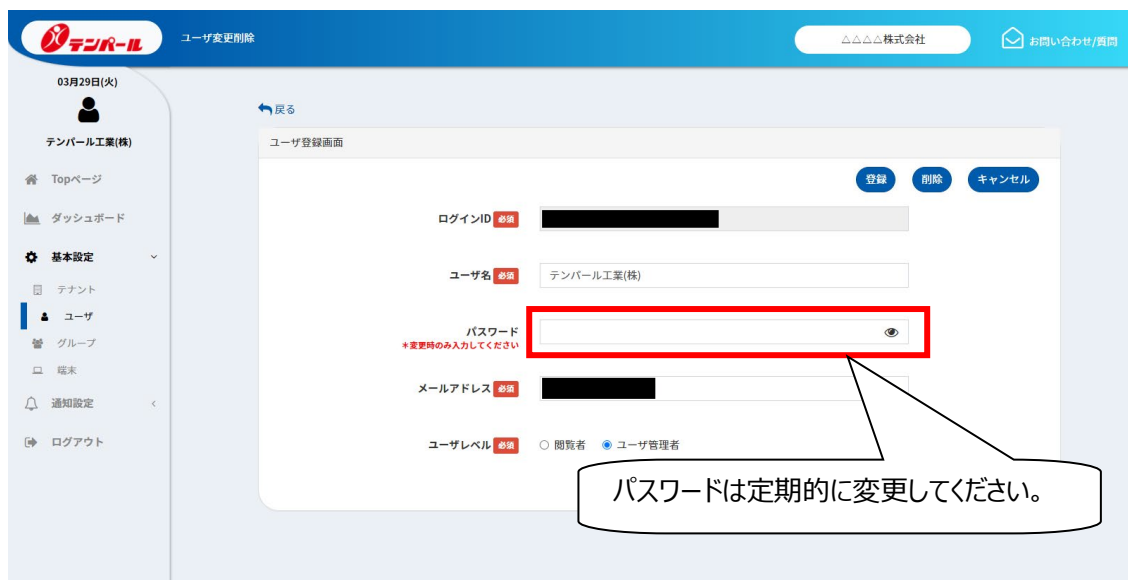 テンパール
ユーザ変更削除
△△△△株式会社
お問い合わせ/質問
03月29日(火)
テンパール工業(株)
Topページ
ダッシュボード
基本設定
テナント
ユーザ
グループ
端末
通知設定
ログアウト
戻る
ユーザ登録画面
登録 削除 キャンセル
ログインID 必須
ユーザ名 必須 テンパール工業(株)
パスワード
*変更時のみ入力してください
メールアドレス 必須
ユーザレベル 必須 閲覧者 ユーザ管理者
パスワードは定期的に変更してください。